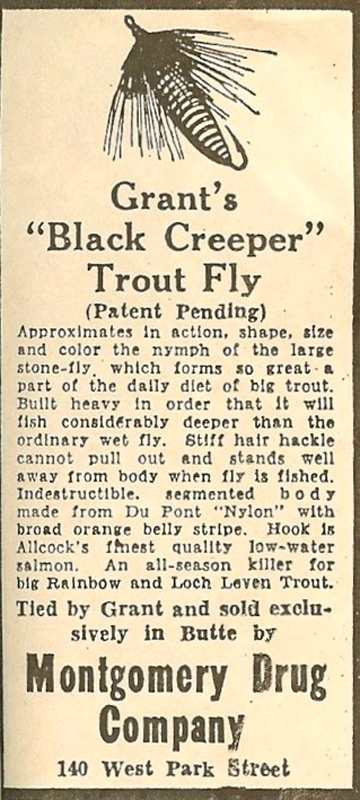 Grant's
"Black Creeper"
Trout Fly
(Patent Pending)
Approximates in action, shape, size
and color the nymph of the large
stone-fly, which forms so great a
part of the daily diet of big trout.
Built heavy in order that it will
fish considerably deeper than the
ordinary wet fly. Stiff hair hackle
cannot pull out and stands well
away from body when fly is fished.
Indestructible. segmented body
made from Du Pont "Nylon" with
broad orange belly stripe. Hook is
Allcock's finest quality low-water
salmon. An all-season killer for
big Rainbow and Loch Leven Trout.
Tied by Grant and sold exclu-
sively in Butte by
Montgomery Drug
Company
140 West Park Street